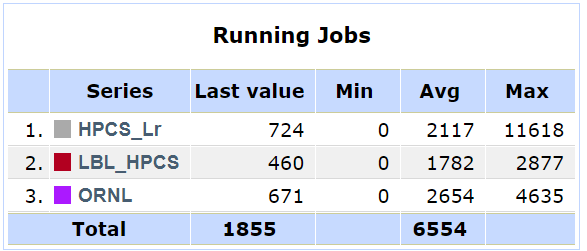 Running Jobs
Series Last value Min Avg Max
1. HPCS_Lr 724 0 2117 11618
2. LBL_HPCS 460 0 1782 2877
3. ORNL 671 0 2654 4635
Total 1855 6554